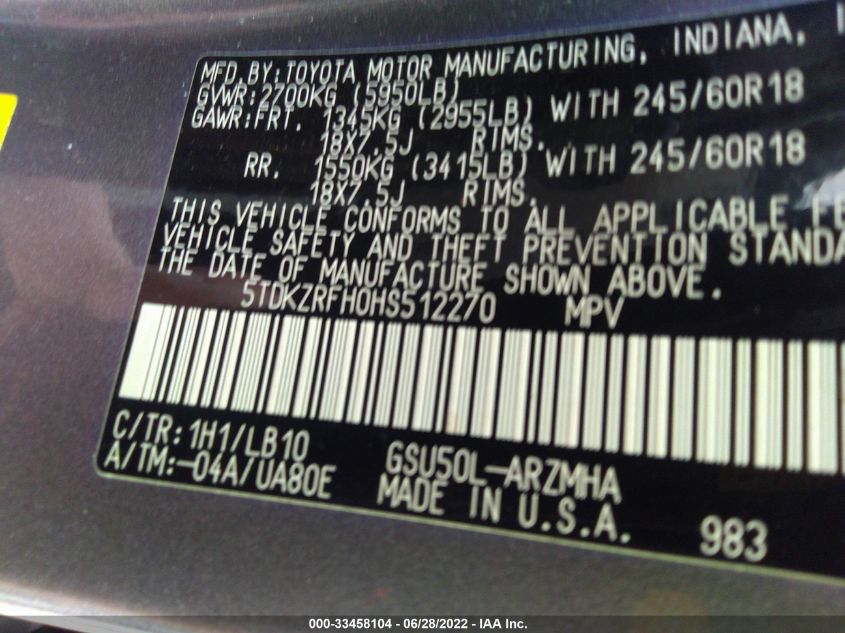 MFD.BY:TOYOTA MOTOR MANUFACTURING, INDIANA, I
GVWR:2700KG (5950LB)
GAWR:FRT. 1345KG (2955LB) WITH 245/60R18
18X7.5J RIMS.
RR. 1550KG (3415LB) WITH 245/60R18
18X7.5J RIMS.
THIS VEHICLE CONFORMS TO ALL APPLICABLE FE
VEHICLE SAFETY AND THEFT PREVENTION STANDA
THE DATE OF MANUFACTURE SHOWN ABOVE.
5TDKZRFH0HS512270 MPV
C/TR:1H1/LB10
A/TM:-04A/UA80E
GSU50L-ARZMHA
MADE IN U.S.A.
983
000-33458104 - 06/28/2022 - IAA Inc.